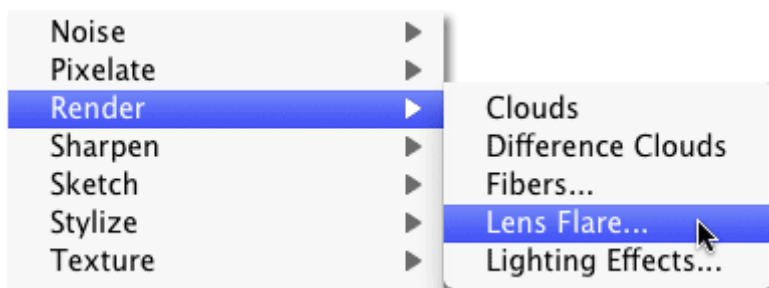 Noise
Pixelate
Render
Sharpen
Sketch
Stylize
Texture
Clouds
Difference Clouds
Fibers...
Lens Flare...
Lighting Effects...